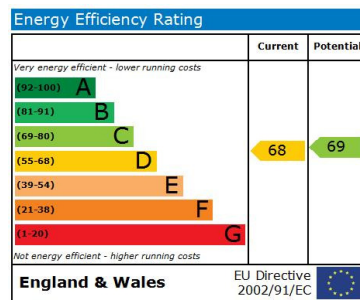 Energy Efficiency Rating
Current Potential
Very energy efficient - lower running costs
(92-100) A
(81-91) B
(69-80) C
(55-68) D
(39-54) E
(21-38) F
(1-20) G
68
69
Not energy efficient - higher running costs
England & Wales
EU Directive
2002/91/EC